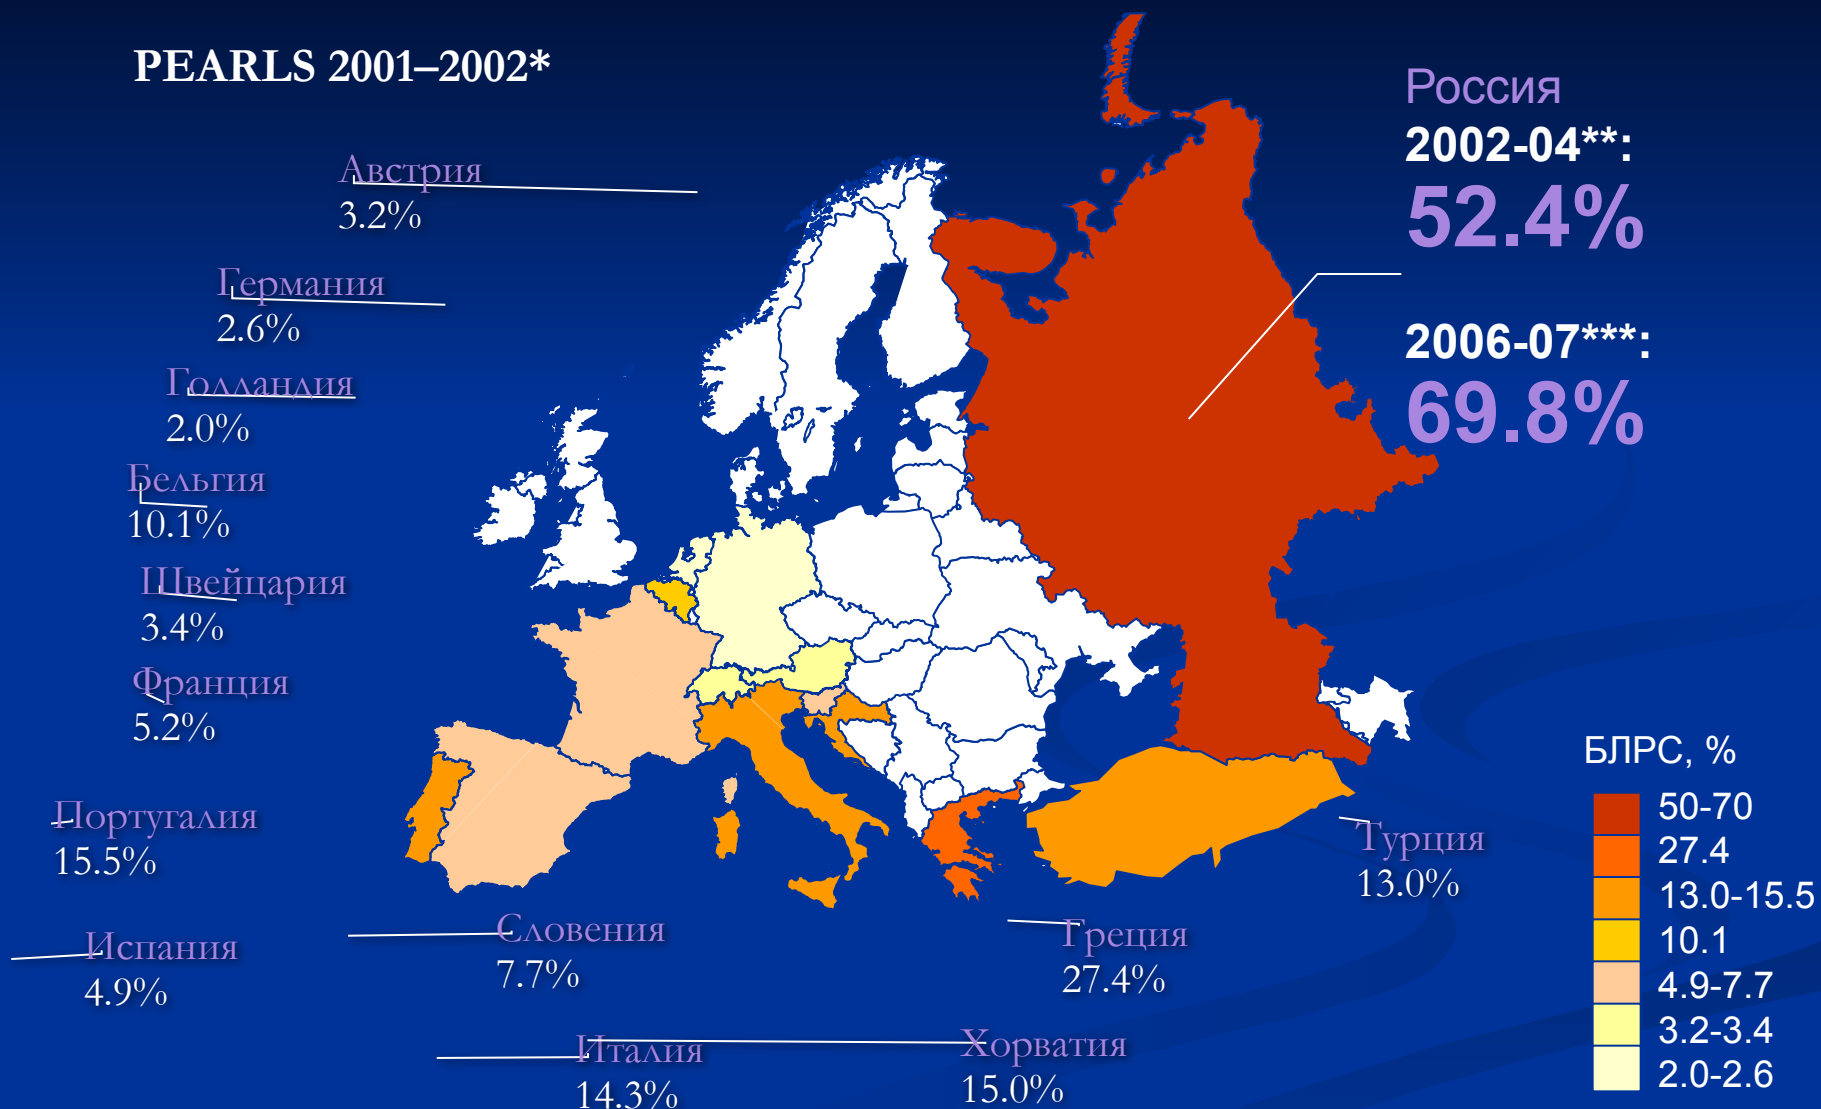 PEARLS 2001–2002*
Россия
2002-04**:
52.4%
2006-07***:
69.8%
Австрия
3.2%
Германия
2.6%
Голландия
2.0%
Бельгия
10.1%
Швейцария
3.4%
Франция
5.2%
Португалия
15.5%
Испания
4.9%
Словения
7.7%
Италия
14.3%
Хорватия
15.0%
Греция
27.4%
Турция
13.0%
БЛРС, %
50-70
27.4
13.0-15.5
10.1
4.9-7.7
3.2-3.4
2.0-2.6